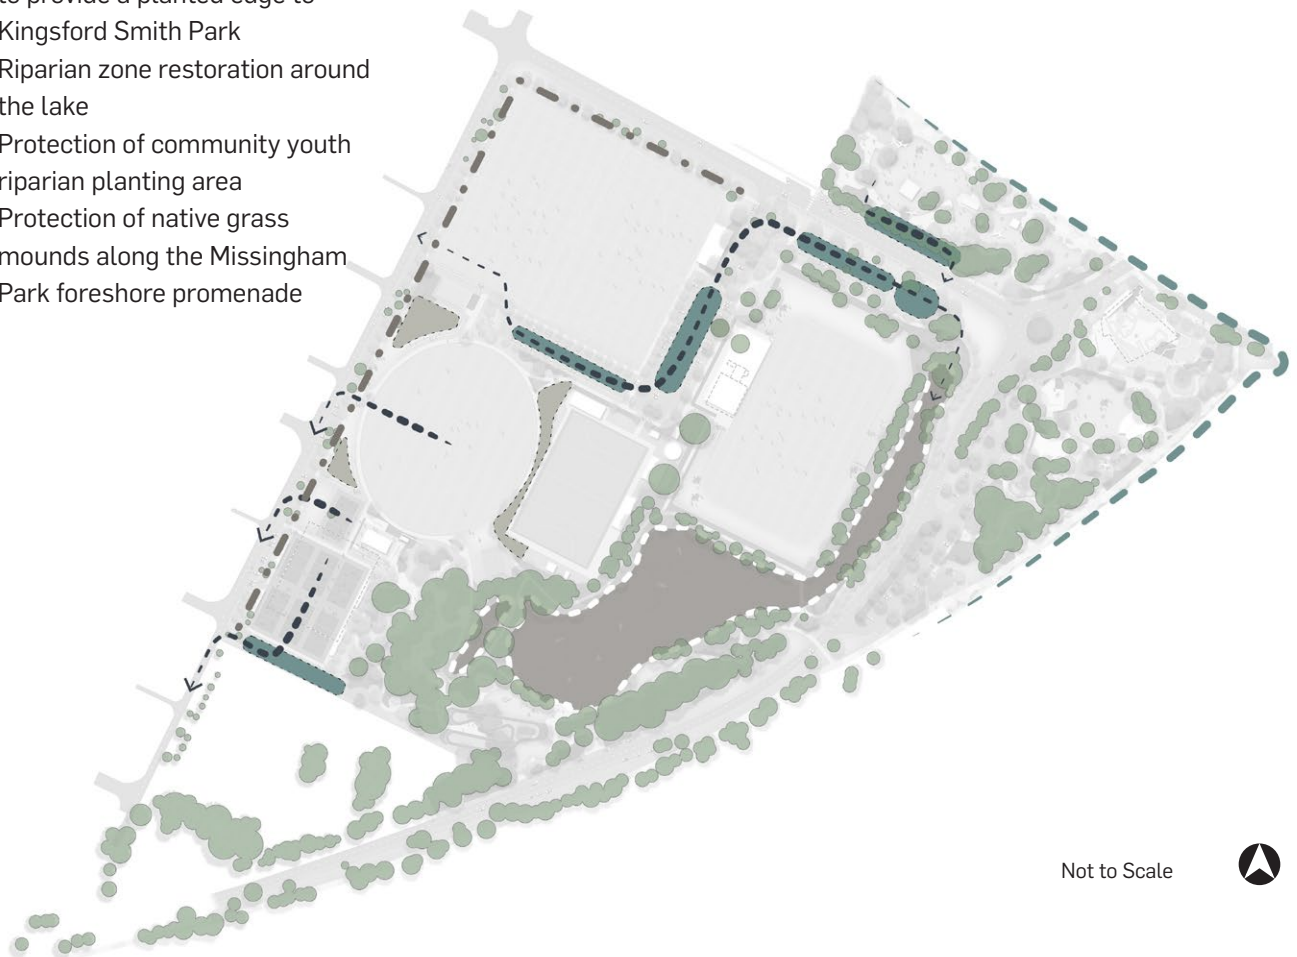 to provide a planted edge to
Kingsford Smith Park
Riparian zone restoration around
the lake
Protection of community youth
riparian planting area
Protection of native grass
mounds along the Missingham
Park foreshore promenade
Not to Scale